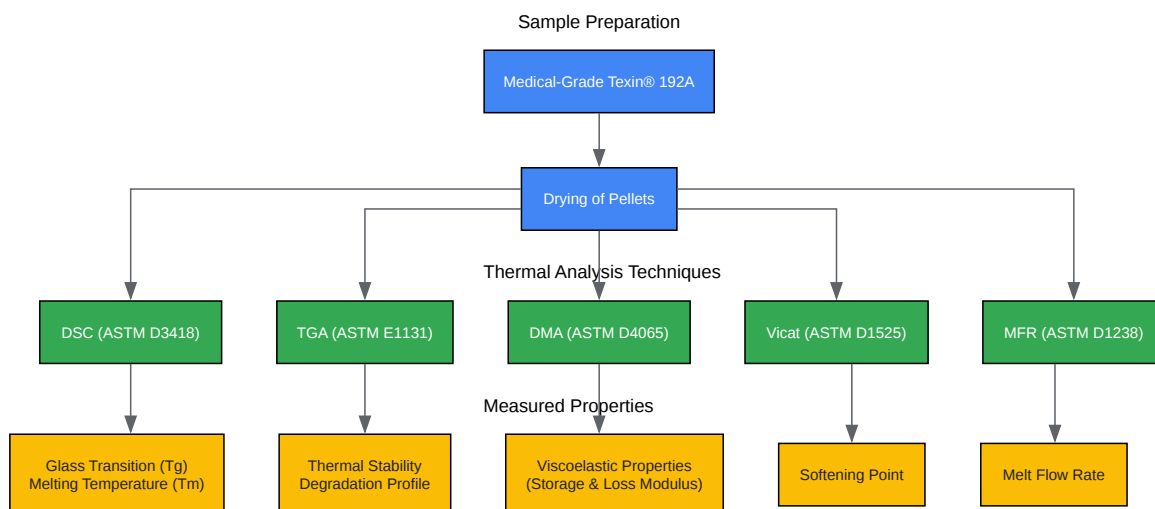 Sample Preparation
Medical-Grade Texin® 192A
Drying of Pellets
Thermal Analysis Techniques
DSC (ASTM D3418)
TGA (ASTM E1131)
DMA (ASTM D4065)
Vicat (ASTM D1525)
MFR (ASTM D1238)
Measured Properties
Glass Transition (Tg)
Melting Temperature (Tm)
Thermal Stability
Degradation Profile
Viscoelastic Properties
(Storage & Loss Modulus)
Softening Point
Melt Flow Rate